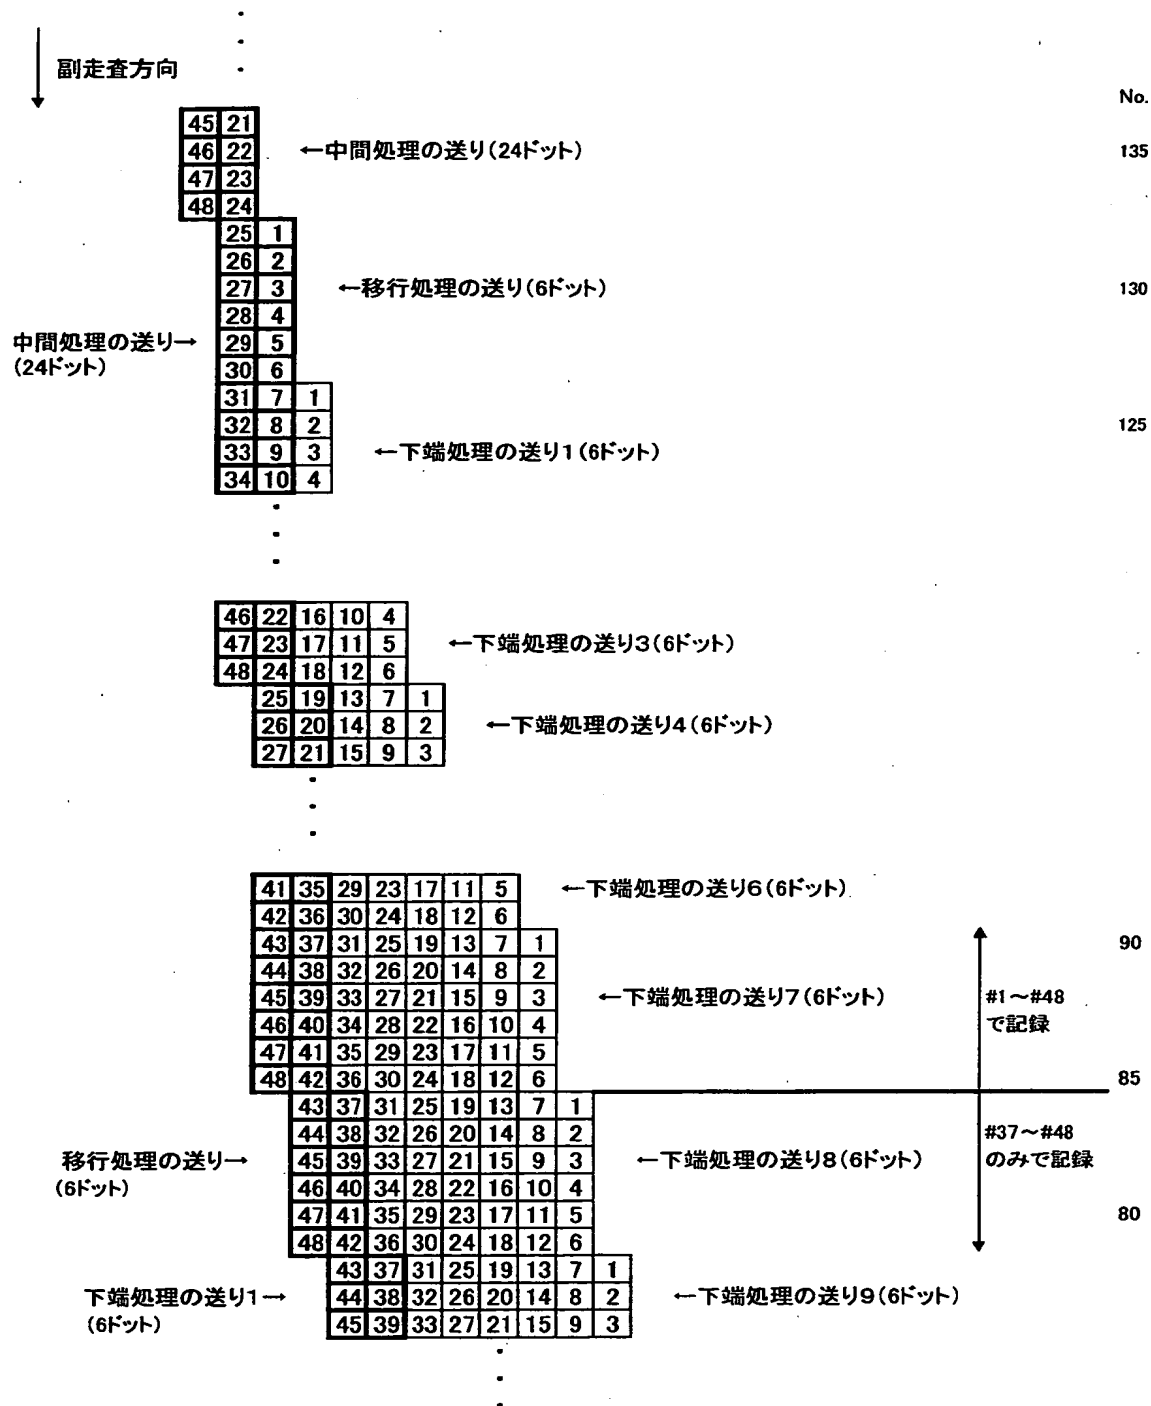 副走査方向
No.
45 21
46 22 ←中間処理の送り(24ドット) 135
47 23
48 24
25 1
26 2
27 3 ←移行処理の送り(6ドット) 130
28 4
中間処理の送り→ 29 5
(24ドット) 30 6
31 7 1
32 8 2 125
33 9 3 ←下端処理の送り1(6ドット)
34 10 4
46 22 16 10 4
47 23 17 11 5 ←下端処理の送り3(6ドット)
48 24 18 12 6
25 19 13 7 1
26 20 14 8 2 ←下端処理の送り4(6ドット)
27 21 15 9 3
41 35 29 23 17 11 5 ←下端処理の送り6(6ドット)
42 36 30 24 18 12 6
43 37 31 25 19 13 7 1 90
44 38 32 26 20 14 8 2
45 39 33 27 21 15 9 3 ←下端処理の送り7(6ドット) #1～#48
46 40 34 28 22 16 10 4 で記録
47 41 35 29 23 17 11 5
48 42 36 30 24 18 12 6 85
43 37 31 25 19 13 7 1
44 38 32 26 20 14 8 2 #37～#48
移行処理の送り→ 45 39 33 27 21 15 9 3 ←下端処理の送り8(6ドット) のみで記録
(6ドット) 46 40 34 28 22 16 10 4
47 41 35 29 23 17 11 5 80
48 42 36 30 24 18 12 6
43 37 31 25 19 13 7 1
下端処理の送り1→ 44 38 32 26 20 14 8 2 ←下端処理の送り9(6ドット)
(6ドット) 45 39 33 27 21 15 9 3